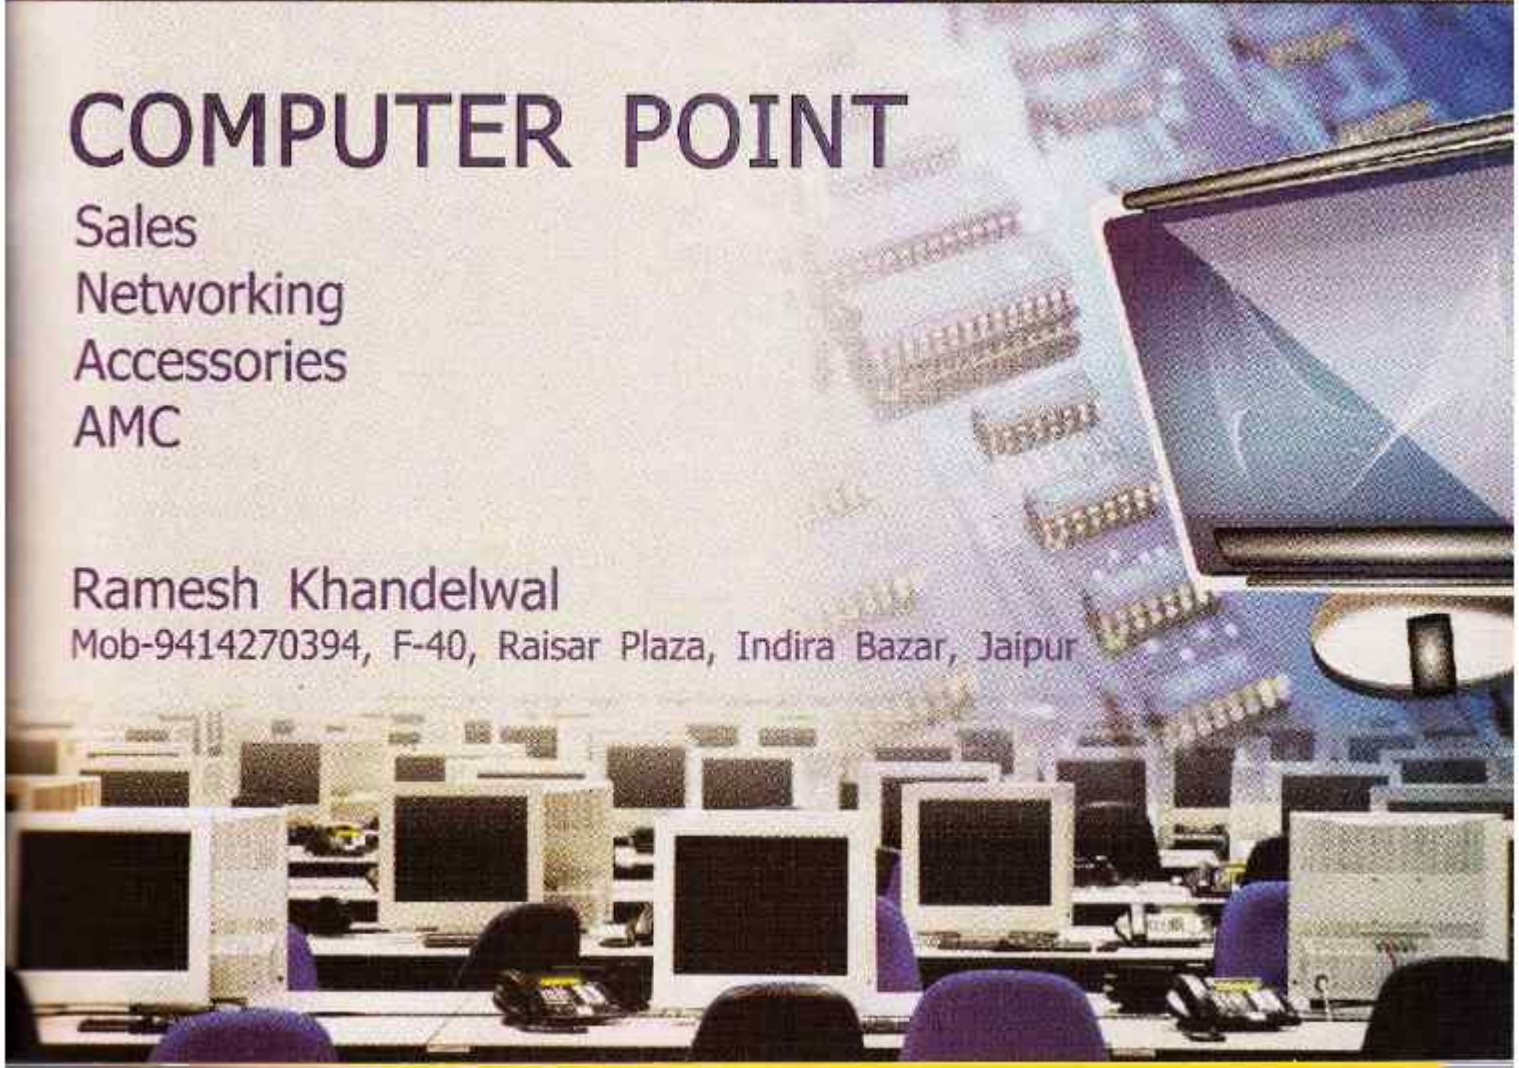 COMPUTER POINT
Sales
Networking
Accessories
AMC
Ramesh Khandelwal
Mob-9414270394, F-40, Raisar Plaza, Indira Bazar, Jaipur